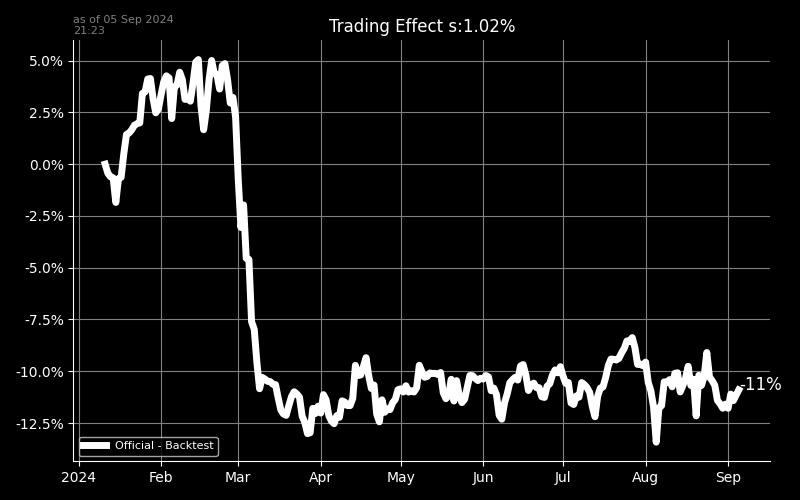 as of 05 Sep 2024
21:23
Trading Effect s:1.02%
5.0%
2.5%
0.0%
-2.5%
-5.0%
-7.5%
-10.0%
-12.5%
-11%
Official - Backtest
2024 Feb Mar Apr May Jun Jul Aug Sep